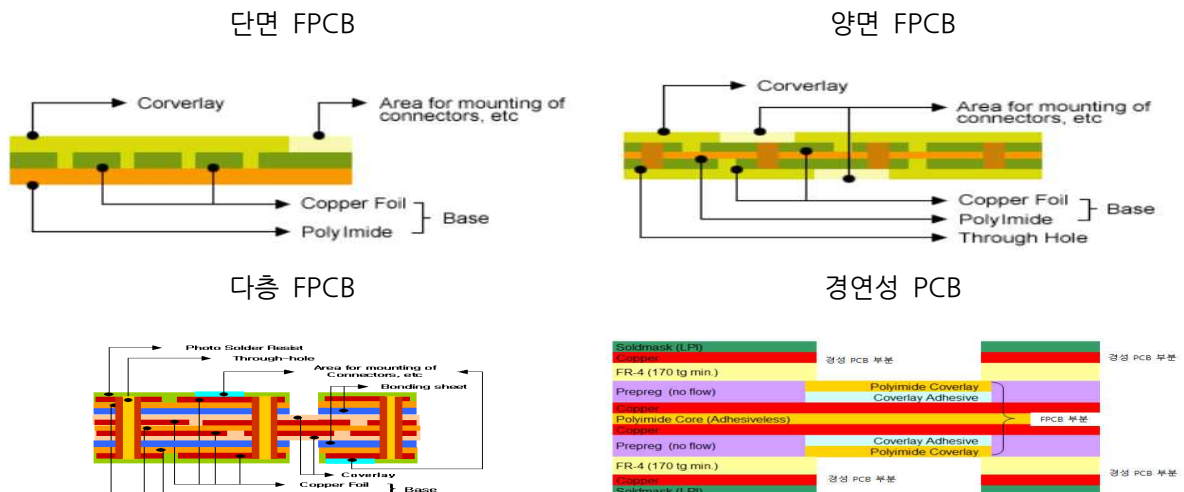 단면 FPCB
양면 FPCB
Corverlay
Area for mounting of
connectors, etc
Copper Foil
PolyImide
Base
Corverlay
Area for mounting of
connectors, etc
Copper Foil
PolyImide
Base
Through Hole
다층 FPCB
경연성 PCB
Photo Solder Resist
Through-hole
Area for mounting of
Connectors, etc
Bonding sheet
Coverlay
Copper Foil
Base
Soldmask (LPI)
Copper
FR-4 (170 tg min.)
Prepreg (no flow)
Copper
Polyimide Core (Adhesiveless)
Copper
Prepreg (no flow)
FR-4 (170 tg min.)
Copper
Soldmask (LPI)
경성 PCB 부분
경성 PCB 부분
Polyimide Coverlay
Coverlay Adhesive
FPCB 부분
Coverlay Adhesive
Polyimide Coverlay
경성 PCB 부분
경성 PCB 부분